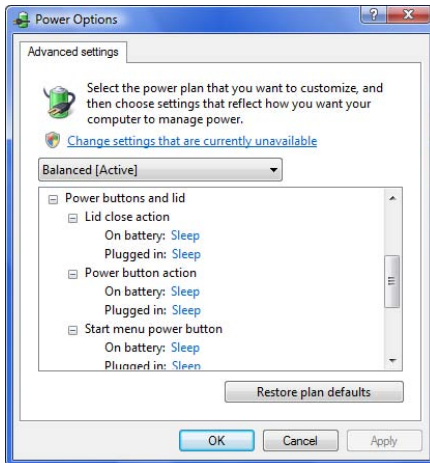 Power Options
Advanced settings
Select the power plan that you want to customize, and
then choose settings that reflect how you want your
computer to manage power.
Change settings that are currently unavailable
Balanced [Active]
Power buttons and lid
Lid close action
On battery: Sleep
Plugged in: Sleep
Power button action
On battery: Sleep
Plugged in: Sleep
Start menu power button
On battery: Sleep
Plugged in: Sleep
Restore plan defaults
OK Cancel Apply